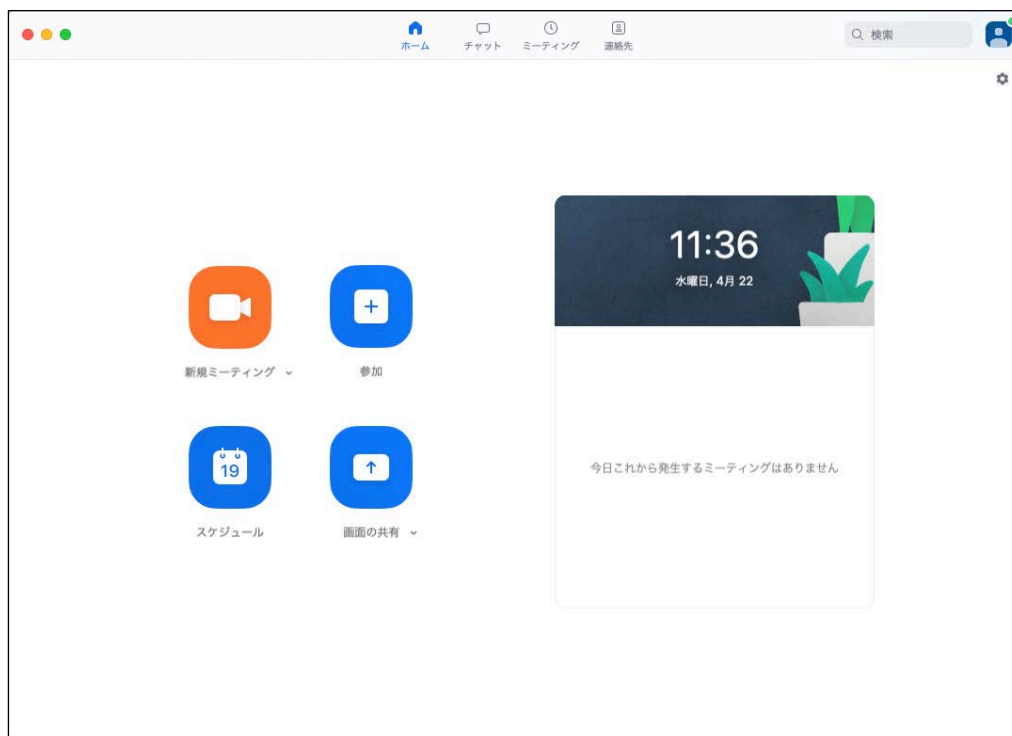 ホーム
チャット
ミーティング
連絡先
検索
11:36
水曜日, 4月 22
新規ミーティング
参加
19
スケジュール
画面の共有
今日これから発生するミーティングはありません